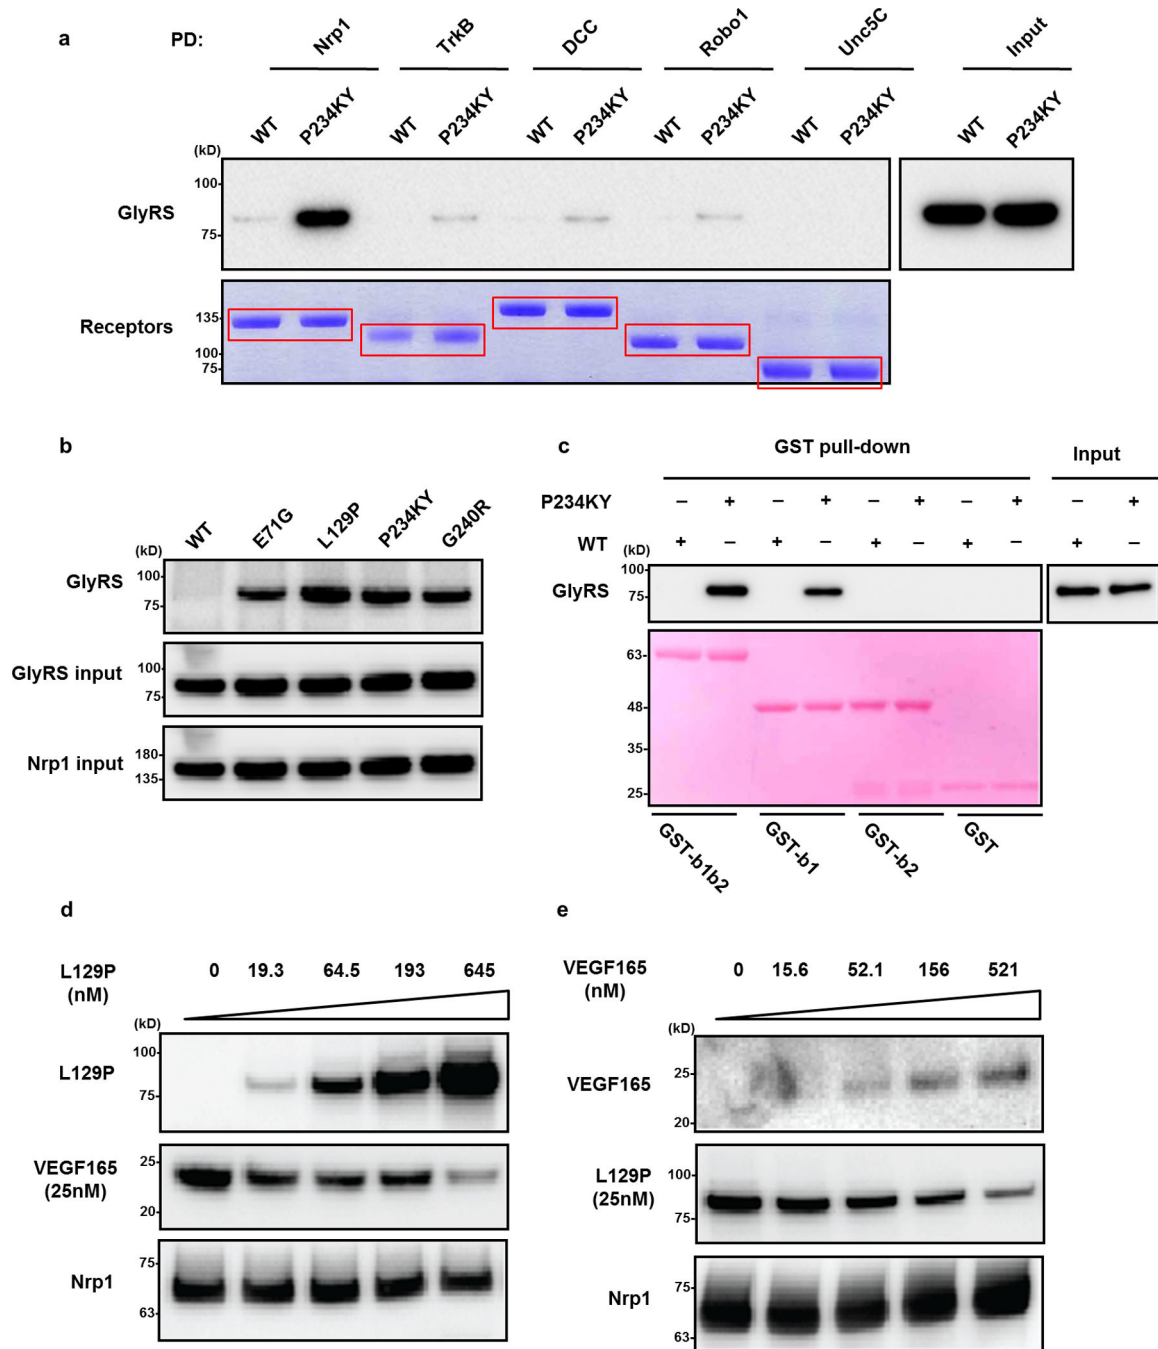 a
PD:
Nrp1 TrkB DCC Robo1 Unc5C Input
WT P234KY WT P234KY WT P234KY WT P234KY WT P234KY WT P234KY
(kD)
100
GlyRS
75
135
Receptors
100
75
b
WT E71G L129P P234KY G240R
(kD)
100
GlyRS
75
100
GlyRS input
75
180
Nrp1 input
135
c
GST pull-down Input
P234KY – + – + – + – + – +
WT + – + – + – + – + –
(kD)
100
GlyRS
75
63
48
35
25
GST-b1b2 GST-b1 GST-b2 GST
d
L129P 0 19.3 64.5 193 645
(nM)
(kD)
100
L129P
75
25
VEGF165
(25nM)
20
75
Nrp1
63
e
VEGF165 0 15.6 52.1 156 521
(nM)
(kD)
25
VEGF165
20
100
L129P
(25nM)
75
75
Nrp1
63